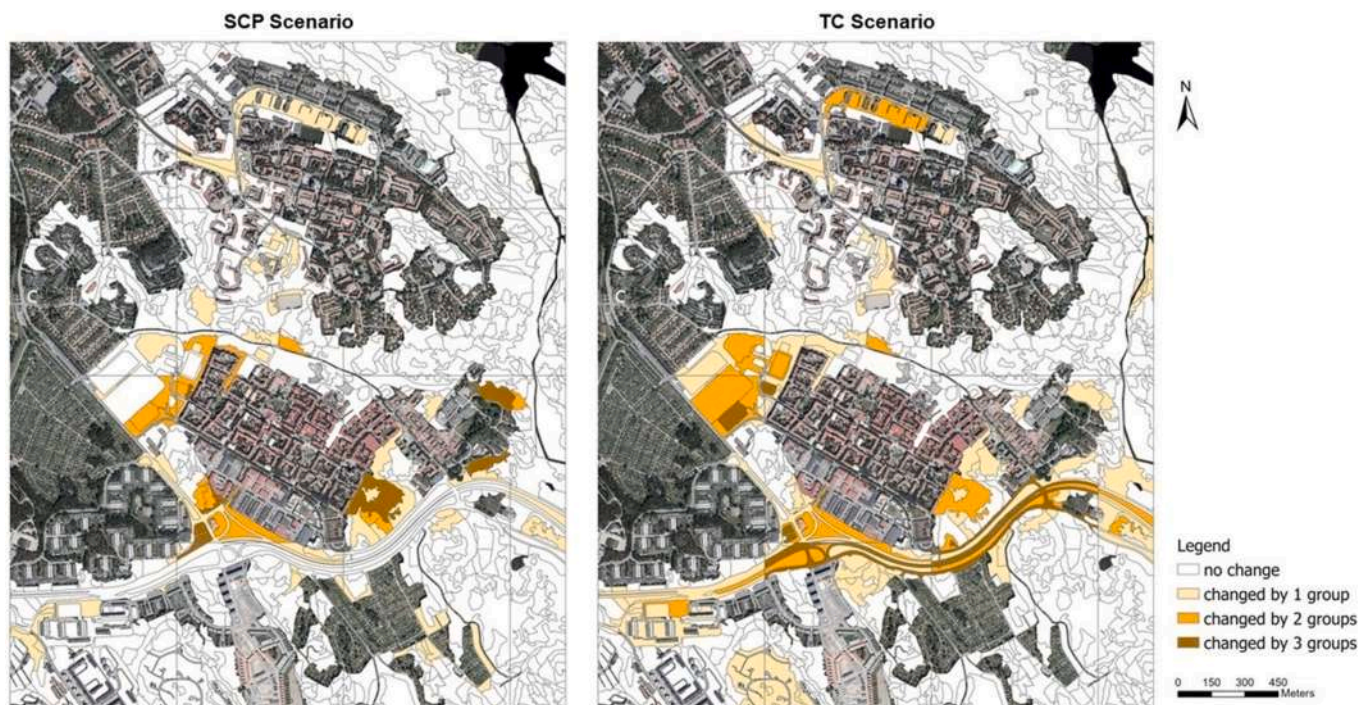 SCP Scenario
TC Scenario
N
Legend
no change
changed by 1 group
changed by 2 groups
changed by 3 groups
0 150 300 450
Meters